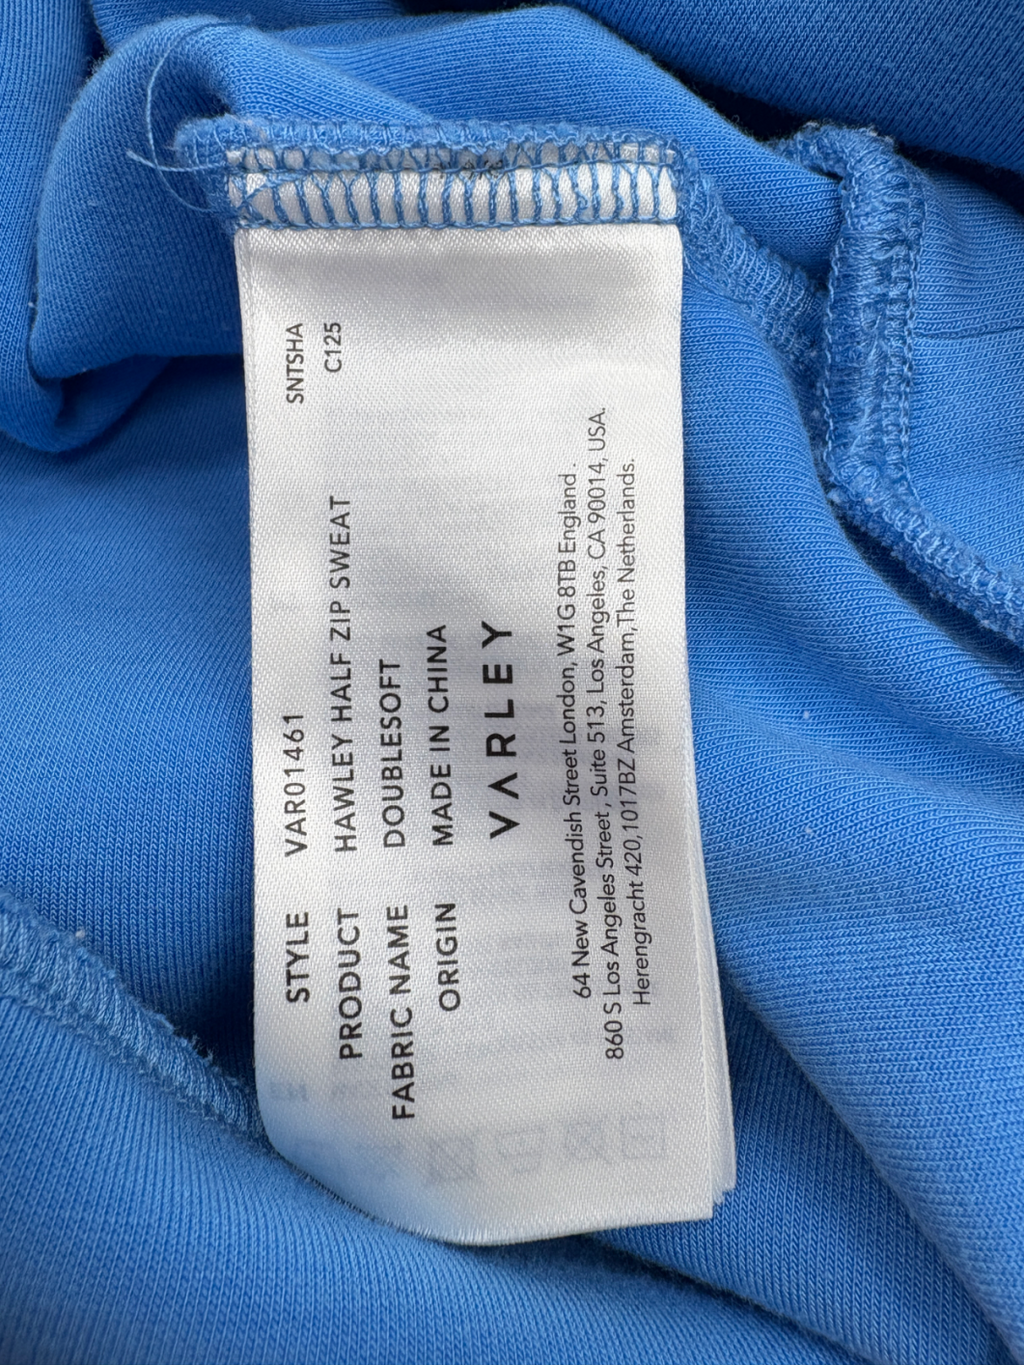 STYLE VAR01461 SNTSHA
PRODUCT HAWLEY HALF ZIP SWEAT C125
FABRIC NAME DOUBLESOFT
ORIGIN MADE IN CHINA
VARLEY
64 New Cavendish Street London, W1G 8TB England.
860 S Los Angeles Street, Suite 513, Los Angeles, CA 90014, USA.
Herengracht 420,1017BZ Amsterdam,The Netherlands.